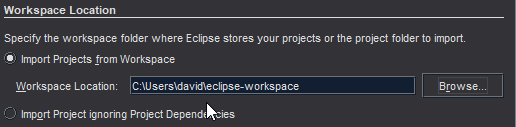 Workspace Location
Specify the workspace folder where Eclipse stores your projects or the project folder to import.
Import Projects from Workspace
Workspace Location: C:\Users\david\eclipse-workspace Browse...
Import Project ignoring Project Dependencies